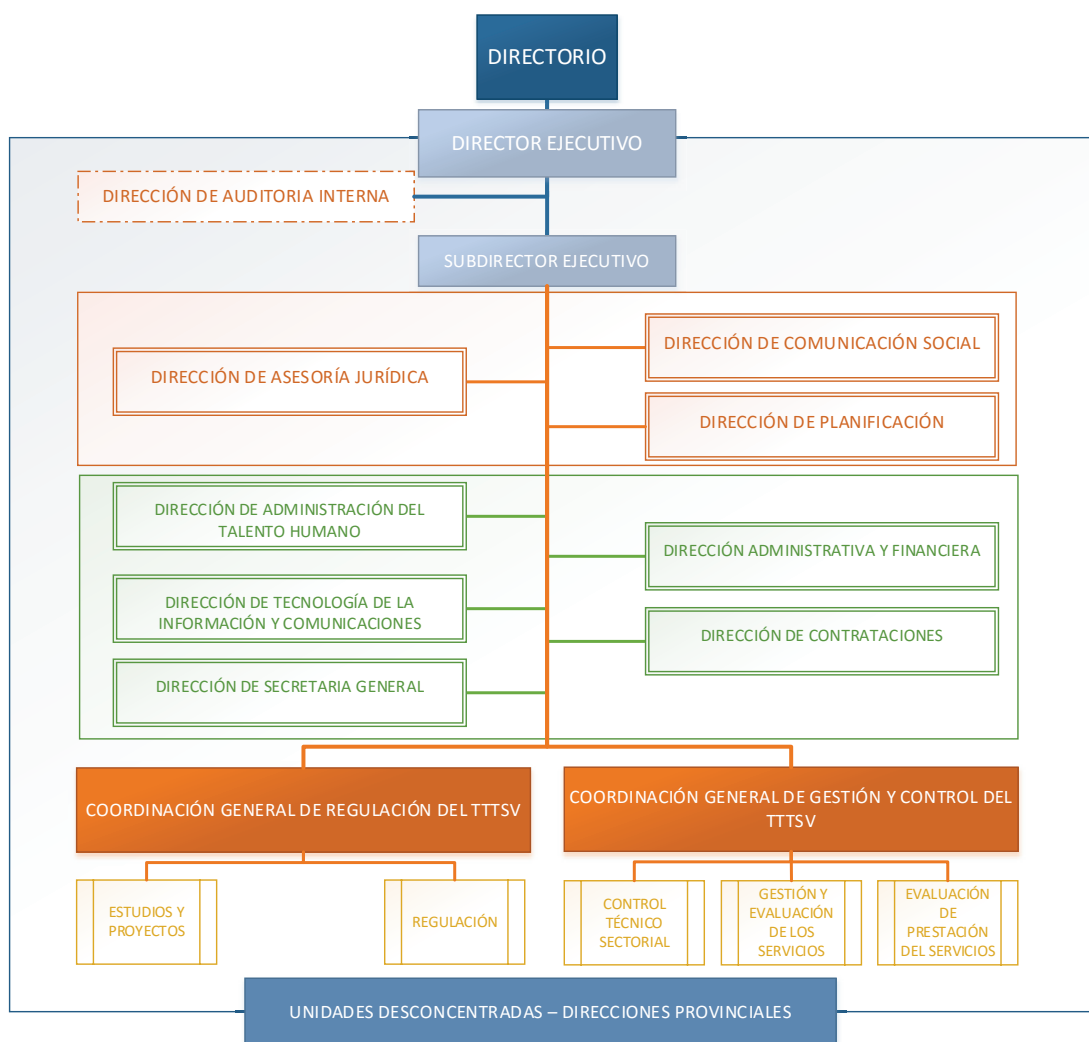 DIRECTORIO
DIRECTOR EJECUTIVO
DIRECCIÓN DE AUDITORIA INTERNA
SUBDIRECTOR EJECUTIVO
DIRECCIÓN DE COMUNICACIÓN SOCIAL
DIRECCIÓN DE ASESORÍA JURÍDICA
DIRECCIÓN DE PLANIFICACIÓN
DIRECCIÓN DE ADMINISTRACIÓN DEL
TALENTO HUMANO
DIRECCIÓN ADMINISTRATIVA Y FINANCIERA
DIRECCIÓN DE TECNOLOGÍA DE LA
INFORMACIÓN Y COMUNICACIONES
DIRECCIÓN DE CONTRATACIONES
DIRECCIÓN DE SECRETARIA GENERAL
COORDINACIÓN GENERAL DE REGULACIÓN DEL TTTSV
COORDINACIÓN GENERAL DE GESTIÓN Y CONTROL DEL
TTTSV
ESTUDIOS Y
PROYECTOS
REGULACIÓN
CONTROL
TÉCNICO
SECTORIAL
GESTIÓN Y
EVALUACIÓN
DE LOS
SERVICIOS
EVALUACIÓN
DE
PRESTACIÓN
DEL SERVICIOS
UNIDADES DESCONCENTRADAS – DIRECCIONES PROVINCIALES